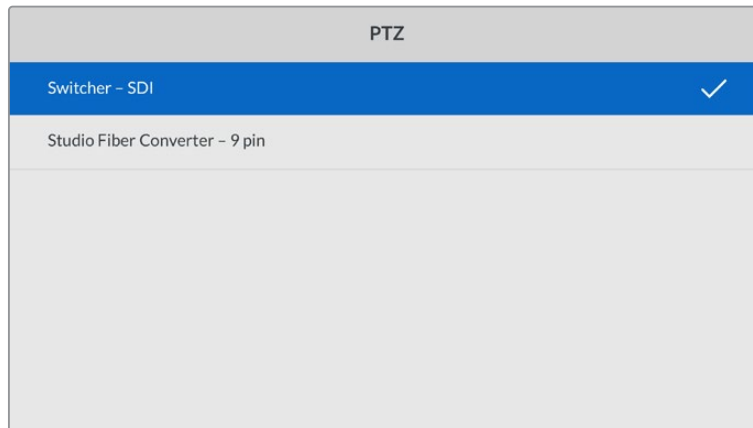 PTZ
Switcher – SDI
Studio Fiber Converter – 9 pin